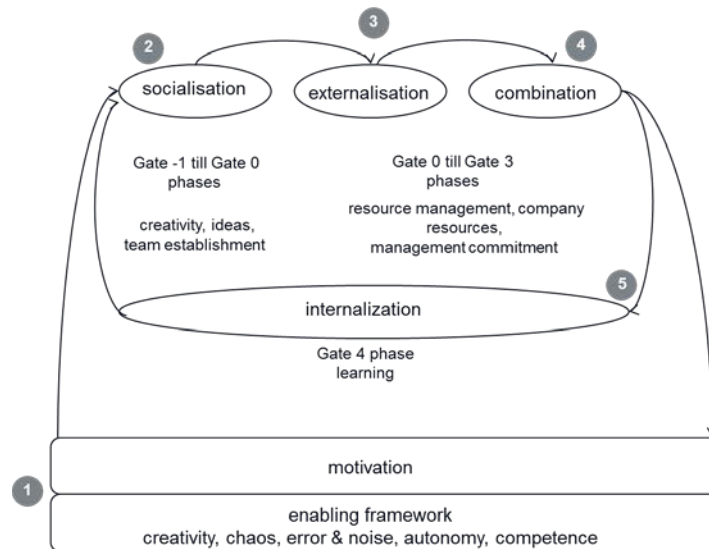 3
2
4
socialisation
externalisation
combination
Gate -1 till Gate 0
phases
creativity, ideas,
team establishment
Gate 0 till Gate 3
phases
resource management, company
resources,
management commitment
5
internalization
Gate 4 phase
learning
motivation
1
enabling framework
creativity, chaos, error & noise, autonomy, competence